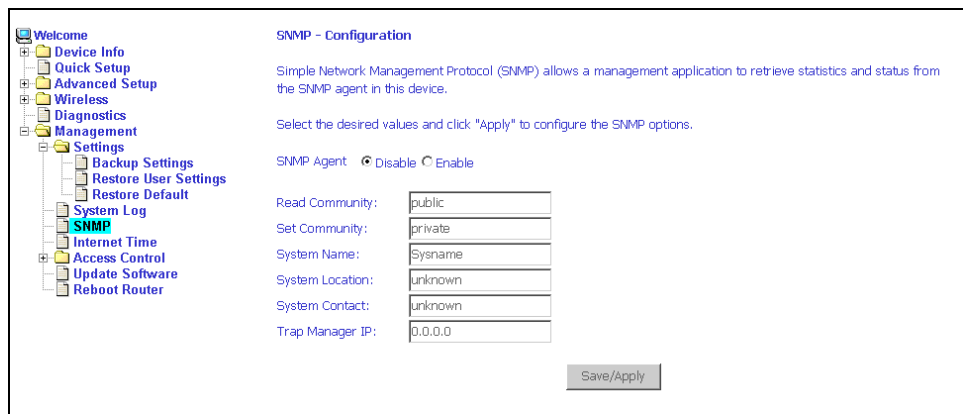 Welcome
Device Info
Quick Setup
Advanced Setup
Wireless
Diagnostics
Management
Settings
Backup Settings
Restore User Settings
Restore Default
System Log
SNMP
Internet Time
Access Control
Update Software
Reboot Router
SNMP - Configuration
Simple Network Management Protocol (SNMP) allows a management application to retrieve statistics and status from
the SNMP agent in this device.
Select the desired values and click "Apply" to configure the SNMP options.
SNMP Agent Disable Enable
Read Community: public
Set Community: private
System Name: Sysname
System Location: unknown
System Contact: unknown
Trap Manager IP: 0.0.0.0
Save/Apply